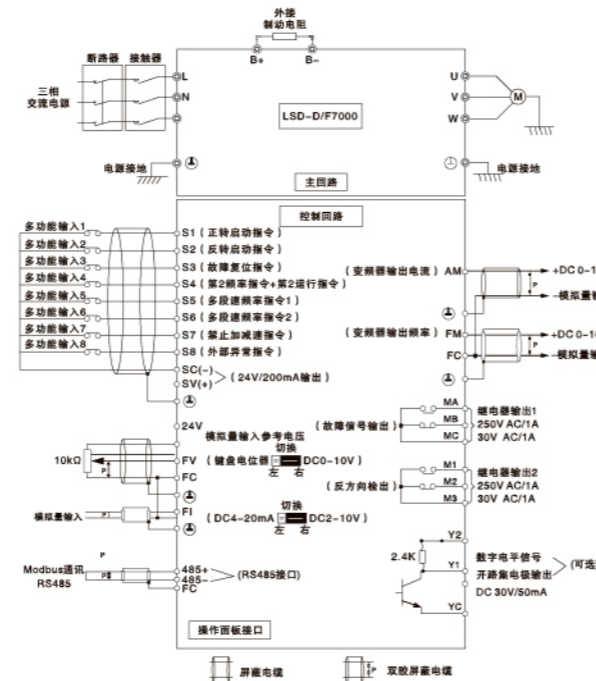 外接
制动电阻
B+ B-
断路器 接触器
三相
交流电源
L
N
LSD-D/F7000
U
V
W
M
电源接地
电源接地
主回路
控制回路
多功能输入1 S1（正转启动指令）
多功能输入2 S2（反转启动指令）
多功能输入3 S3（故障复位指令）
多功能输入4 S4（第2频率指令+第2运行指令）
多功能输入5 S5（多段速频率指令1）
多功能输入6 S6（多段速频率指令2）
多功能输入7 S7（禁止加减速指令）
多功能输入8 S8（外部异常指令）
SC(-)
SV(+)
（24V/200mA输出）
24V
模拟量输入参考电压
10kΩ
P
FV（键盘电位器
切换
左 右
DC0-10V）
FC
模拟量输入
FI
（DC4-20mA
切换
左 右
DC2-10V）
P
Modbus通讯
RS485
P
485+
485-
(RS485接口)
FC
操作面板接口
（变频器输出电流）AM
P
+DC 0-1
-模拟量输
（变频器输出频率）FM
FC
P
+DC 0-10
-模拟量输
（故障信号输出）
MA
MB
MC
继电器输出1
250V AC/1A
30V AC/1A
（反方向检出）
M1
M2
M3
继电器输出2
250V AC/1A
30V AC/1A
2.4K
Y2
Y1
YC
数字电平信号
开路集电极输出
DC 30V/50mA
(可选
屏蔽电缆
P 双胶屏蔽电缆